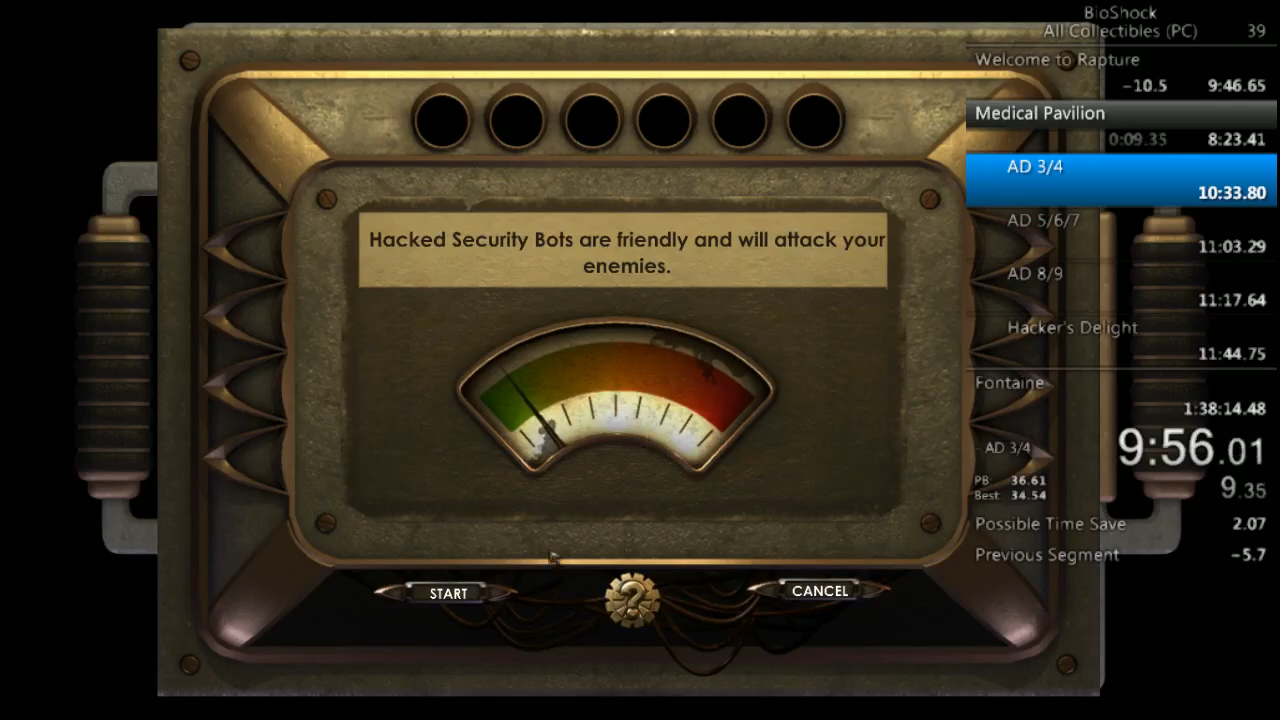 BioShock
All Collectibles (PC) 39
Welcome to Rapture
-10.5 9:46.65
Medical Pavilion
0:09.35 8:23.41
AD 3/4
10:33.80
Hacked Security Bots are friendly and will attack your
enemies.
AD 5/6/7
11:03.29
AD 8/9
11:17.64
Hacker's Delight
11:44.75
Fontaine
1:38:14.48
AD 3/4 9:56.01
PB: 36.61
Best: 34.54
9.35
Possible Time Save 2.07
Previous Segment -5.7
START
?
CANCEL